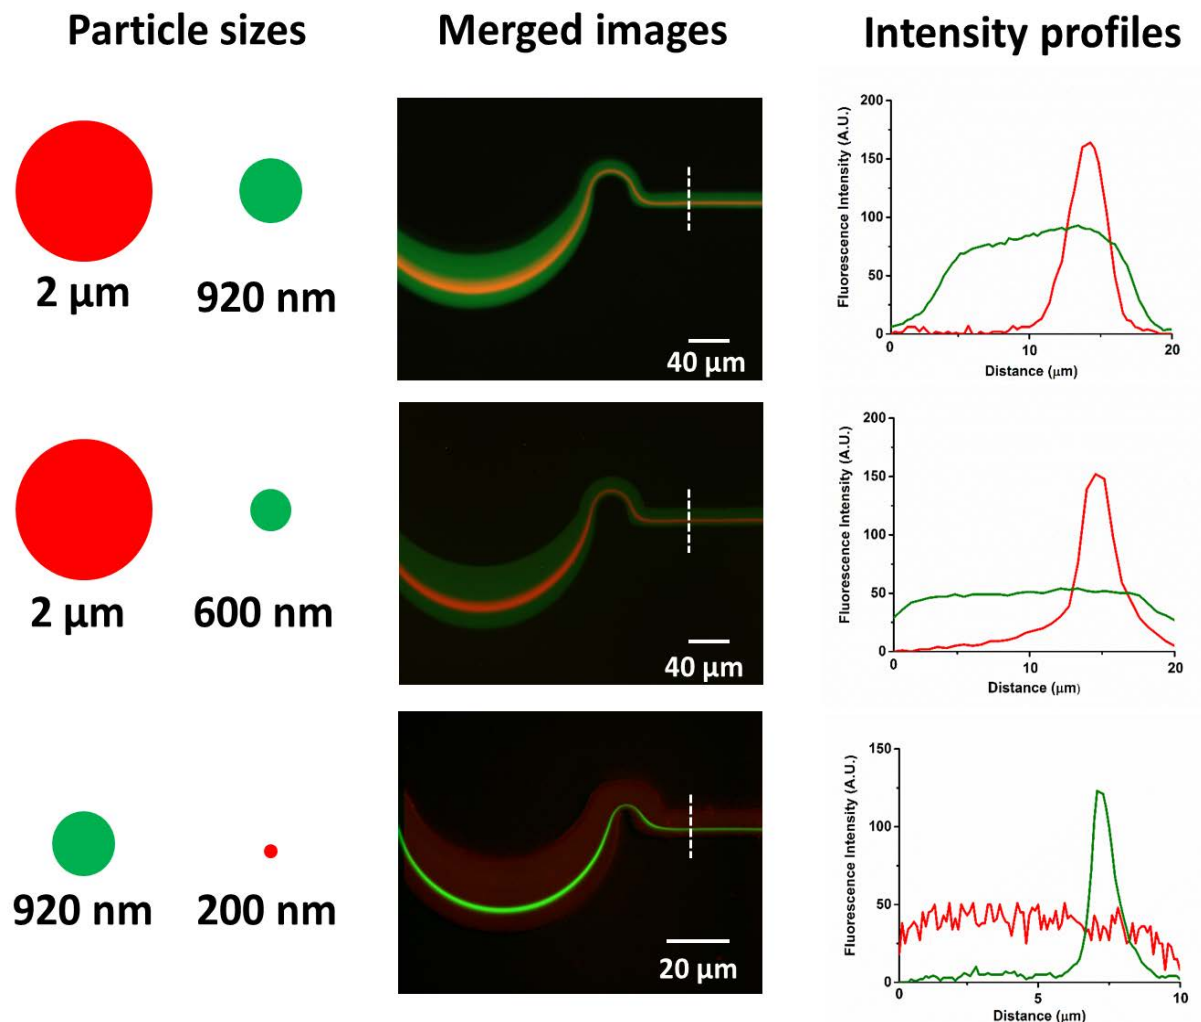 Particle sizes
Merged images
Intensity profiles
2 μm
920 nm
40 μm
200
150
100
50
0
0
10
20
Fluorescence Intensity (A.U.)
Distance (μm)
2 μm
600 nm
40 μm
200
150
100
50
0
0
10
20
Fluorescence Intensity (A.U.)
Distance (μm)
920 nm
200 nm
20 μm
150
100
50
0
0
5
10
Fluorescence Intensity (A.U.)
Distance (μm)